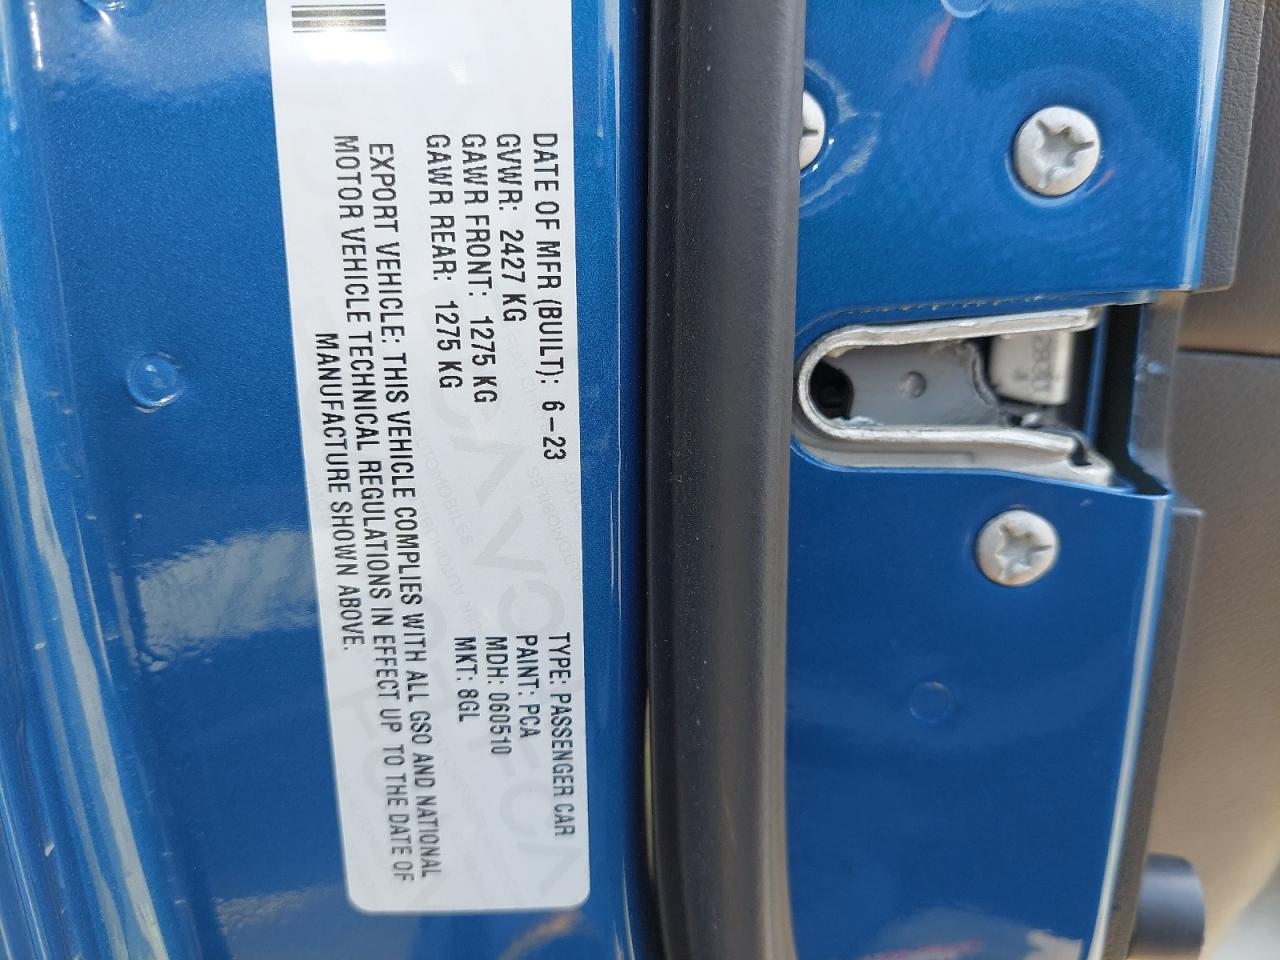 DATE OF MFR (BUILT): 6-23
GVWR: 2427 KG
GAWR FRONT: 1275 KG
GAWR REAR: 1275 KG
TYPE: PASSENGER CAR
PAINT: PCA
MDH: 060510
MKT: 8GL
EXPORT VEHICLE: THIS VEHICLE COMPLIES WITH ALL GSO AND NATIONAL
MOTOR VEHICLE TECHNICAL REGULATIONS IN EFFECT UP TO THE DATE OF
MANUFACTURE SHOWN ABOVE.